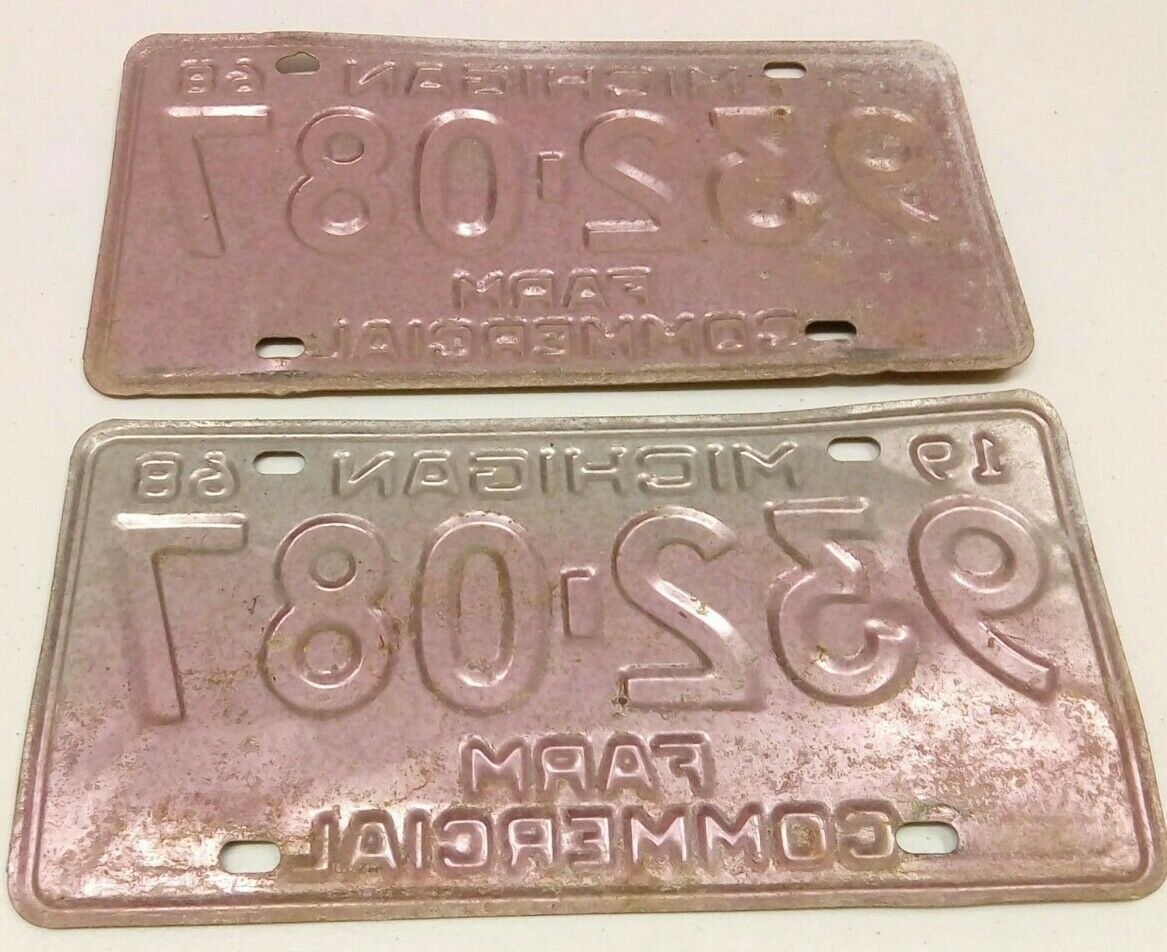 19 MICHIGAN 68
932-087
FARM
COMMERCIAL
19 MICHIGAN 68
932-087
FARM
COMMERCIAL